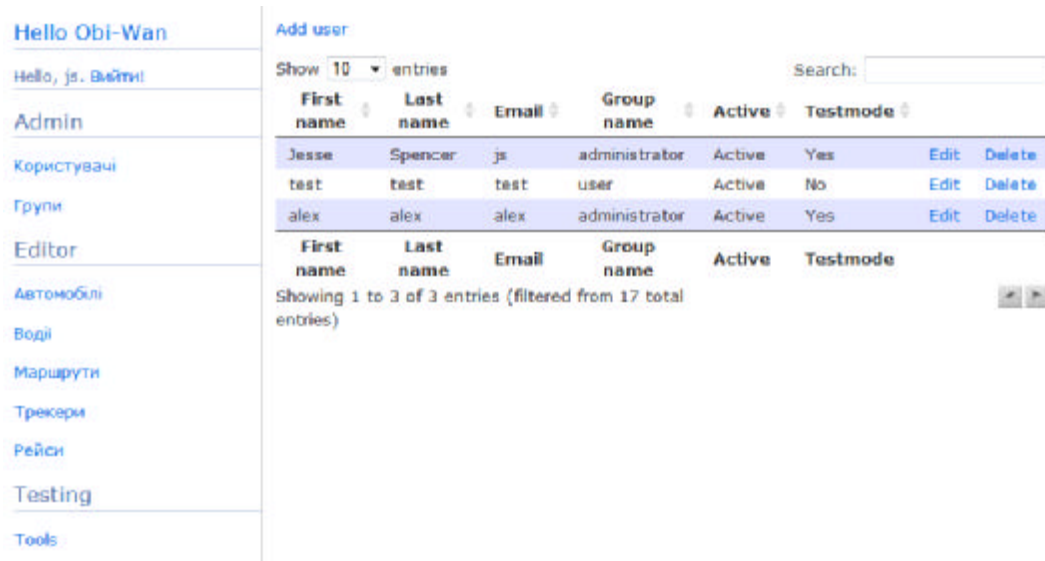 Hello Obi-Wan
Hello, js. Вийти!
Admin
Користувачі
Групи
Editor
Автомобілі
Водії
Маршрути
Трекери
Рейси
Testing
Tools
Add user
Show 10 entries
Search:
First name Last name Email Group name Active Testmode
Jesse Spencer js administrator Active Yes Edit Delete
test test test user Active No Edit Delete
alex alex alex administrator Active Yes Edit Delete
First name Last name Email Group name Active Testmode
Showing 1 to 3 of 3 entries (filtered from 17 total
entries)